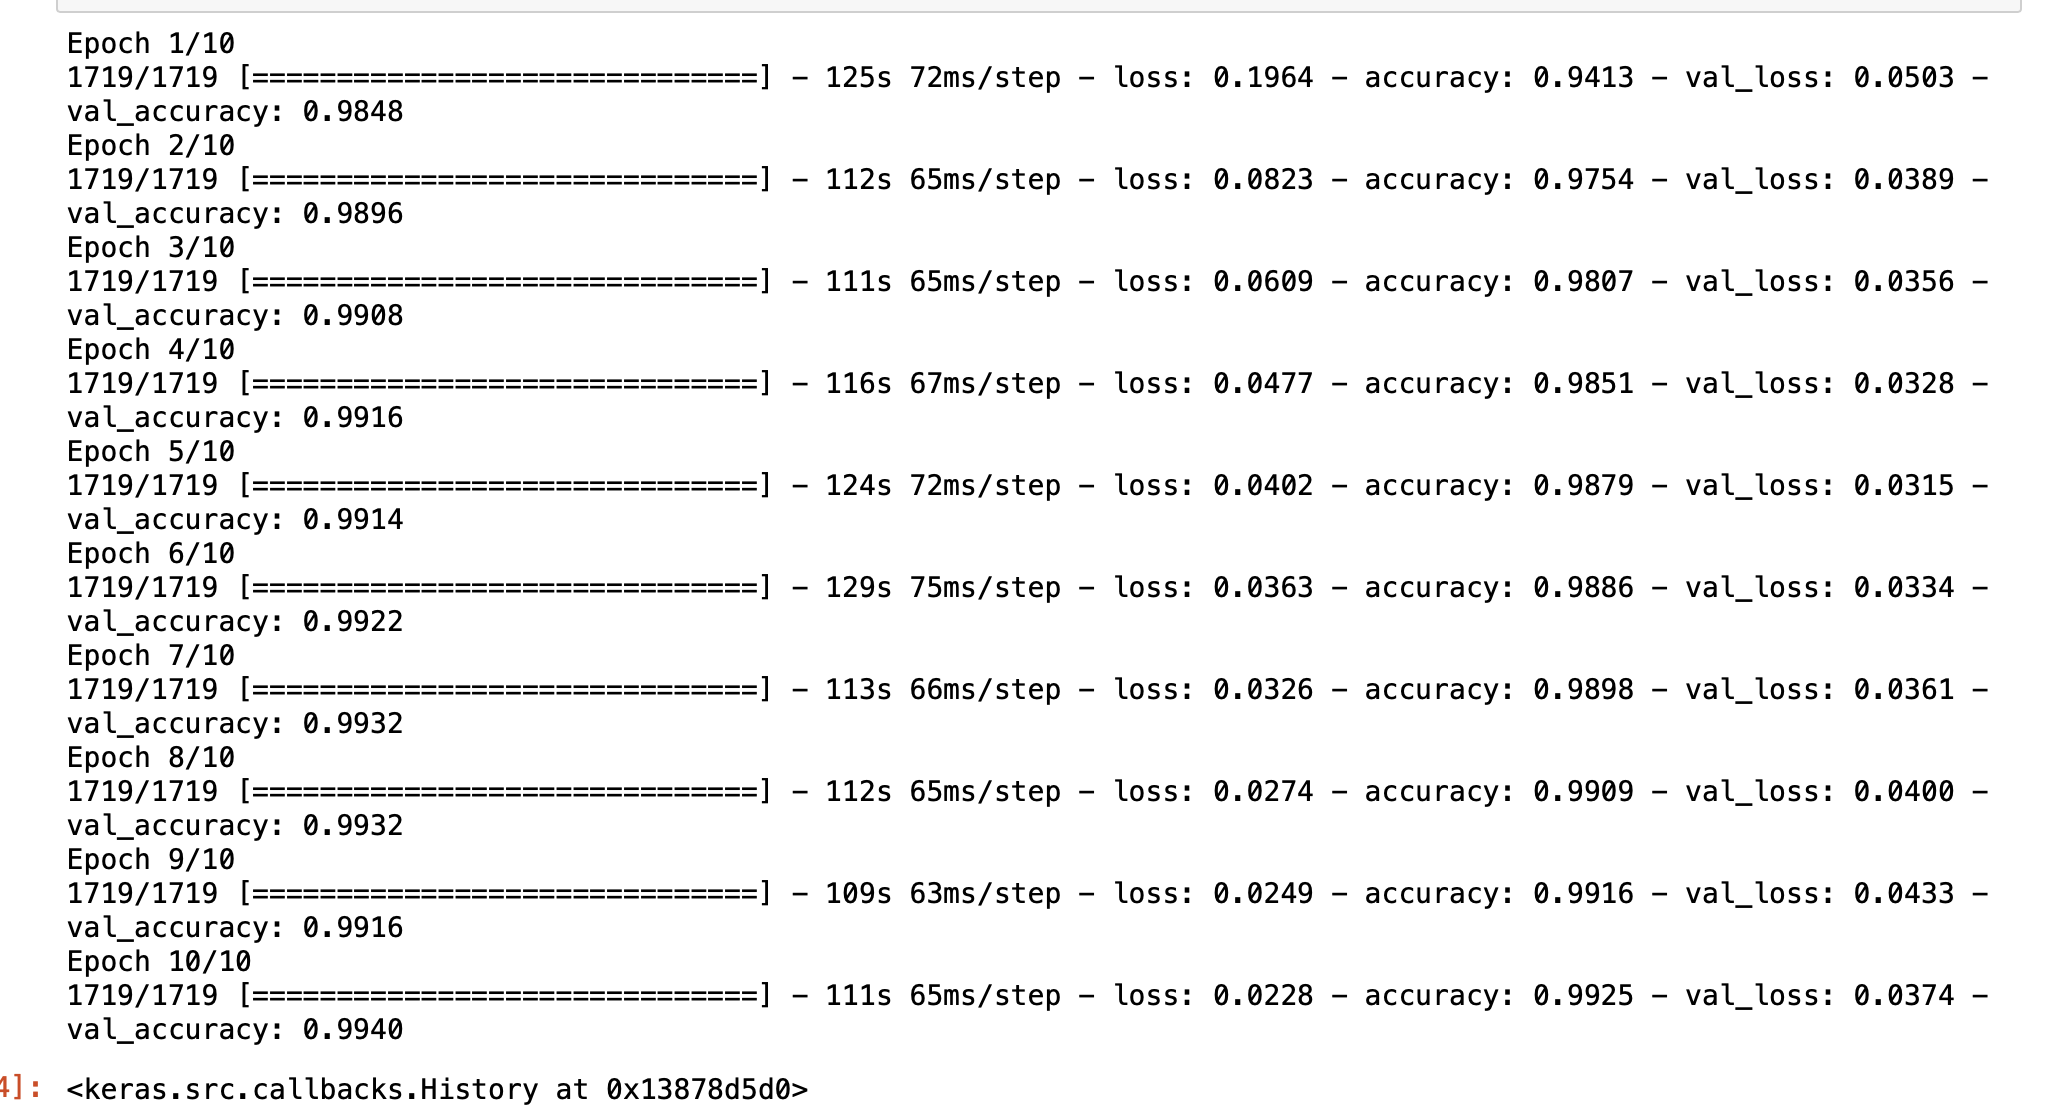 Epoch 1/10
1719/1719 [==============================] - 125s 72ms/step - loss: 0.1964 - accuracy: 0.9413 - val_loss: 0.0503 -
val_accuracy: 0.9848
Epoch 2/10
1719/1719 [==============================] - 112s 65ms/step - loss: 0.0823 - accuracy: 0.9754 - val_loss: 0.0389 -
val_accuracy: 0.9896
Epoch 3/10
1719/1719 [==============================] - 111s 65ms/step - loss: 0.0609 - accuracy: 0.9807 - val_loss: 0.0356 -
val_accuracy: 0.9908
Epoch 4/10
1719/1719 [==============================] - 116s 67ms/step - loss: 0.0477 - accuracy: 0.9851 - val_loss: 0.0328 -
val_accuracy: 0.9916
Epoch 5/10
1719/1719 [==============================] - 124s 72ms/step - loss: 0.0402 - accuracy: 0.9879 - val_loss: 0.0315 -
val_accuracy: 0.9914
Epoch 6/10
1719/1719 [==============================] - 129s 75ms/step - loss: 0.0363 - accuracy: 0.9886 - val_loss: 0.0334 -
val_accuracy: 0.9922
Epoch 7/10
1719/1719 [==============================] - 113s 66ms/step - loss: 0.0326 - accuracy: 0.9898 - val_loss: 0.0361 -
val_accuracy: 0.9932
Epoch 8/10
1719/1719 [==============================] - 112s 65ms/step - loss: 0.0274 - accuracy: 0.9909 - val_loss: 0.0400 -
val_accuracy: 0.9932
Epoch 9/10
1719/1719 [==============================] - 109s 63ms/step - loss: 0.0249 - accuracy: 0.9916 - val_loss: 0.0433 -
val_accuracy: 0.9916
Epoch 10/10
1719/1719 [==============================] - 111s 65ms/step - loss: 0.0228 - accuracy: 0.9925 - val_loss: 0.0374 -
val_accuracy: 0.9940
4]: <keras.src.callbacks.History at 0x13878d5d0>